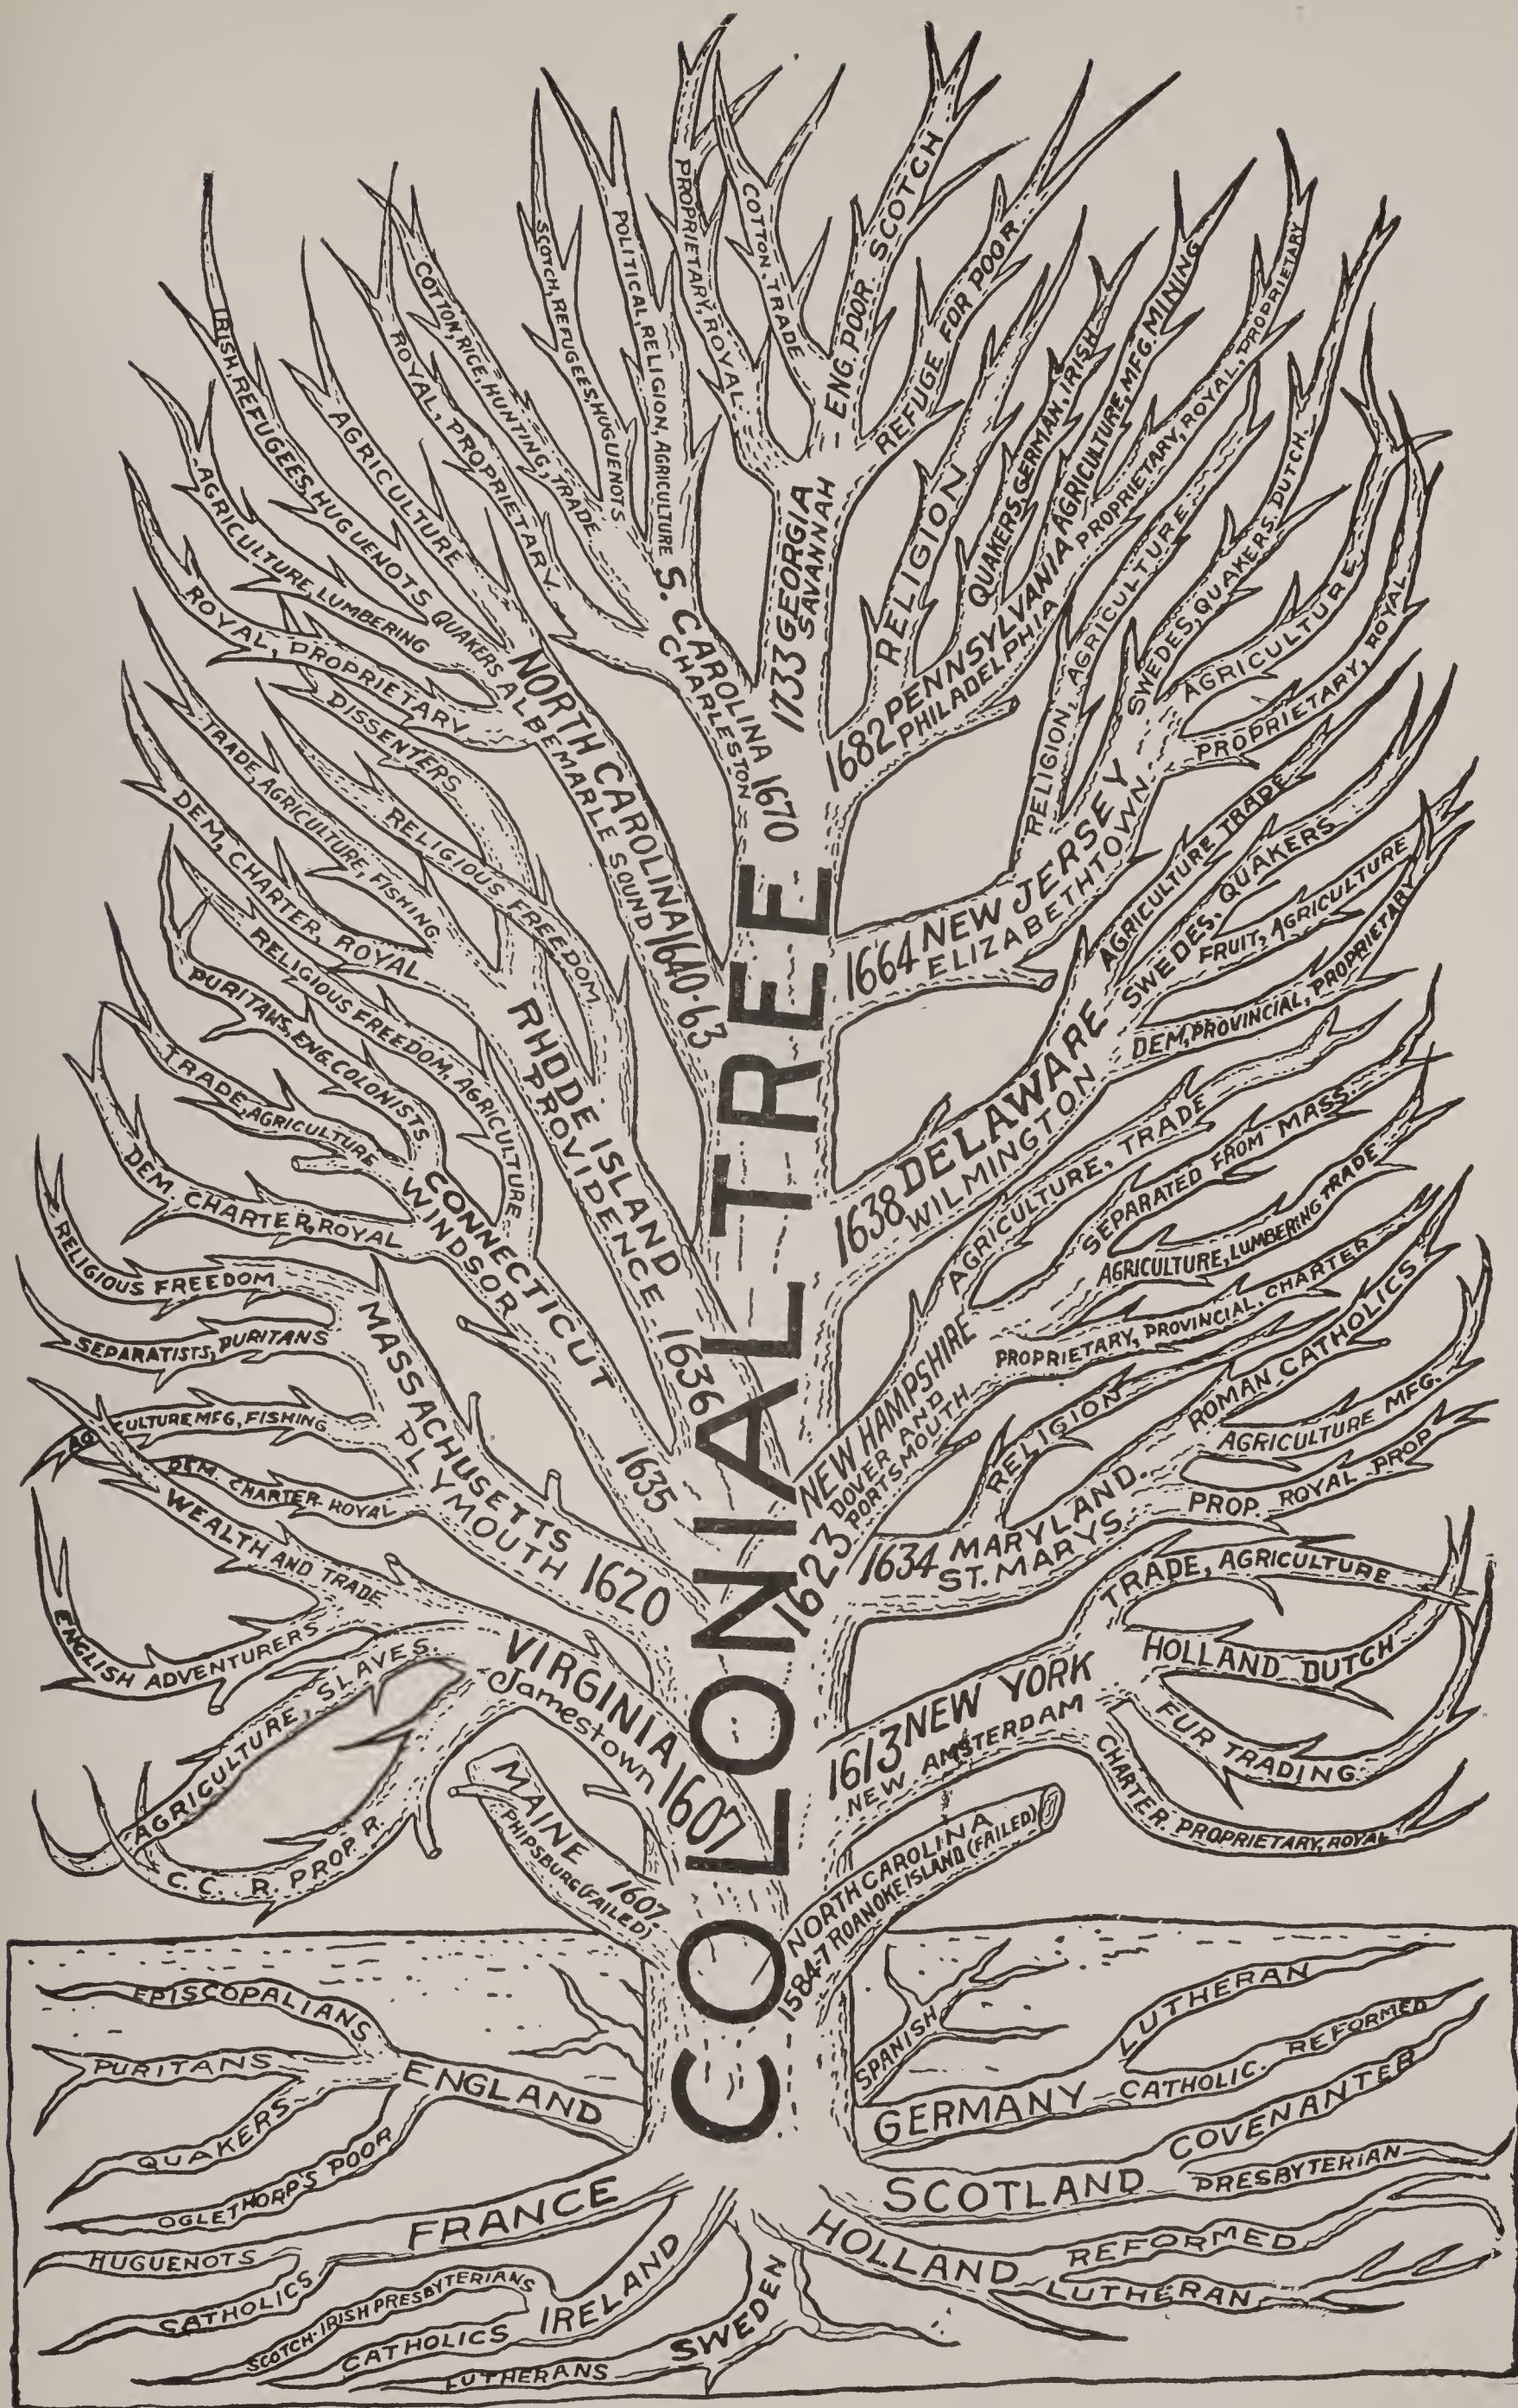 COLONIAL TREE
PROPRIETARY, ROYAL
COTTON, TRADE
ENG. POOR SCOTCH
REFUGE FOR POOR
1733 GEORGIA
SAVANNAH
SCOTCH, REFUGEES, HUGUENOTS
POLITICAL, RELIGION, AGRICULTURE
COTTON, RICE, HUNTING, TRADE
ROYAL, PROPRIETARY
S. CAROLINA 1670
CHARLESTON
RELIGION
QUAKERS, GERMAN, IRISH
AGRICULTURE, MFG. MINING
PROPRIETARY, ROYAL, PROPRIETARY
1682 PENNSYLVANIA
PHILADELPHIA
IRISH, REFUGEES, HUGUENOTS QUAKERS
AGRICULTURE
AGRICULTURE, LUMBERING
ROYAL, PROPRIETARY
NORTH CAROLINA 1640-63
ALBEMARLE SOUND
RELIGION, AGRICULTURE
SWEDES, QUAKERS, DUTCH
AGRICULTURE
PROPRIETARY, ROYAL
1664 NEW JERSEY
ELIZABETHTOWN
DISSENTERS
RELIGIOUS FREEDOM
TRADE, AGRICULTURE, FISHING
DEM, CHARTER, ROYAL
RHODE ISLAND 1636
PROVIDENCE
AGRICULTURE TRADE
SWEDES, QUAKERS
FRUIT, AGRICULTURE
DEM, PROVINCIAL, PROPRIETARY
1638 DELAWARE
WILMINGTON
RELIGIOUS FREEDOM, AGRICULTURE
PURITANS, ENG. COLONISTS
TRADE, AGRICULTURE
DEM. CHARTER, ROYAL
CONNECTICUT 1635
WINDSOR
AGRICULTURE, TRADE
SEPARATED FROM MASS.
AGRICULTURE, LUMBERING TRADE
PROPRIETARY, PROVINCIAL, CHARTER
1623 NEW HAMPSHIRE
DOVER AND
PORTSMOUTH
RELIGIOUS FREEDOM
SEPARATISTS, PURITANS
AGRICULTURE MFG, FISHING
DEM. CHARTER ROYAL
MASSACHUSETTS 1620
PLYMOUTH
RELIGION
ROMAN CATHOLICS
AGRICULTURE MFG.
PROP. ROYAL PROP
1634 MARYLAND.
ST. MARYS
WEALTH AND TRADE
ENGLISH ADVENTURERS
AGRICULTURE, SLAVES.
C. C. R. PROP. R.
VIRGINIA 1607
Jamestown
TRADE, AGRICULTURE
HOLLAND DUTCH
FUR TRADING
CHARTER. PROPRIETARY, ROYAL
1613 NEW YORK
NEW AMSTERDAM
MAINE 1607
PHIPSBURG (FAILED)
NORTH CAROLINA
1584-7 ROANOKE ISLAND (FAILED)
EPISCOPALIANS
PURITANS
QUAKERS
OGLETHORP'S POOR
ENGLAND
SPANISH
LUTHERAN
REFORMED
CATHOLIC.
GERMANY
COVENANTER
PRESBYTERIAN
SCOTLAND
FRANCE
HUGUENOTS
CATHOLICS
SCOTCH-IRISH PRESBYTERIANS
CATHOLICS
IRELAND
HOLLAND
REFORMED
LUTHERAN
SWEDEN
LUTHERANS